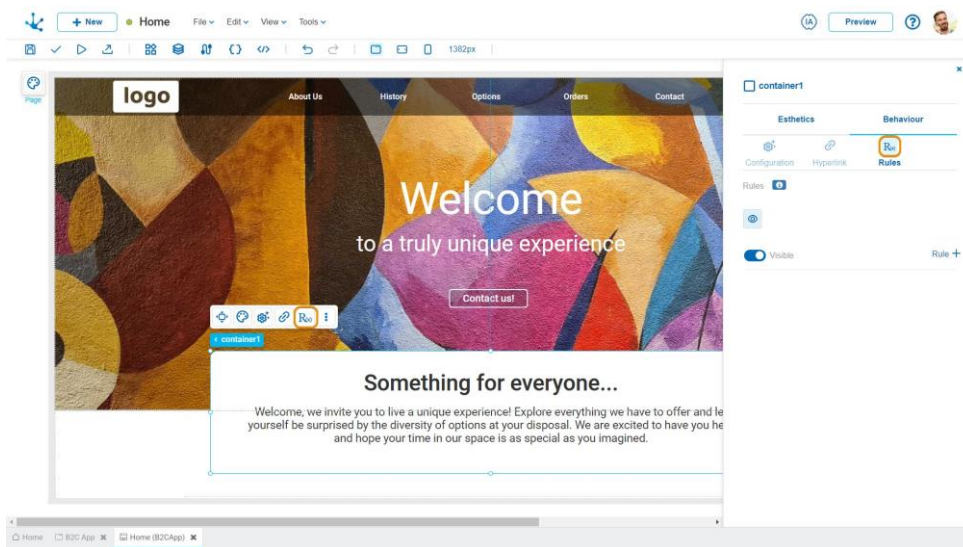 + New
Home
File
Edit
View
Tools
IA
Preview
?
1382px
Page
logo
About Us
History
Options
Orders
Contact
Welcome
to a truly unique experience
Contact us!
R(x)
container1
Something for everyone...
Welcome, we invite you to live a unique experience! Explore everything we have to offer and le
yourself be surprised by the diversity of options at your disposal. We are excited to have you he
and hope your time in our space is as special as you imagined.
container1
Esthetics
Behaviour
R(x)
Configuration
Hyperlink
Rules
Rules
Visible
Rule +
Home
B2C App
Home (B2CApp)